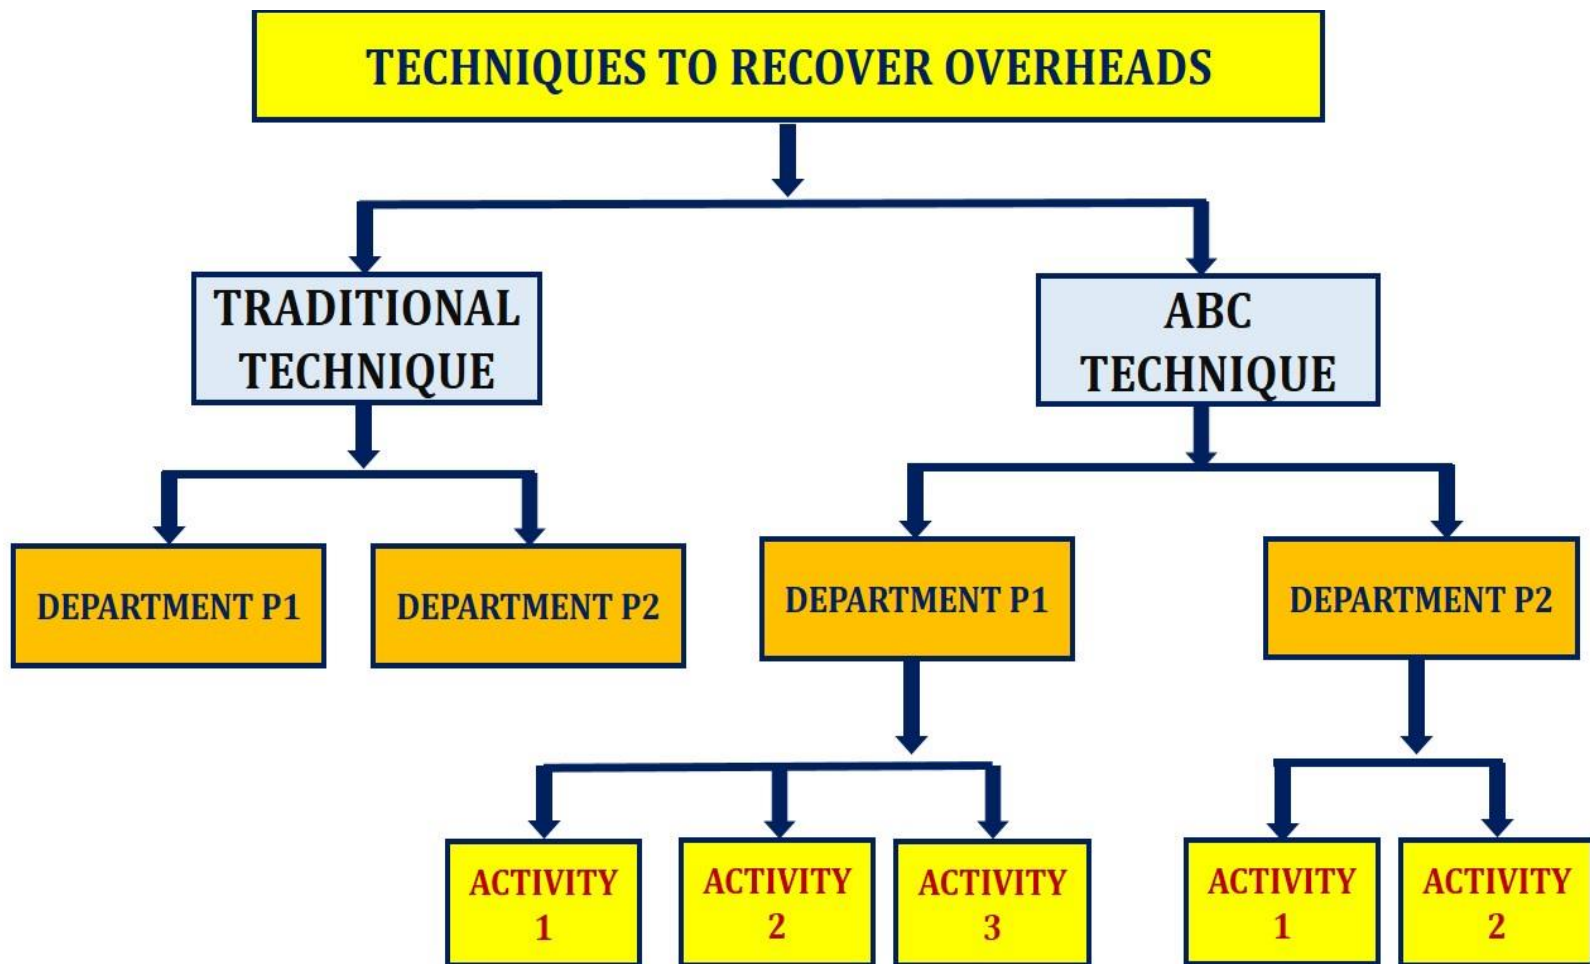 TECHNIQUES TO RECOVER OVERHEADS
TRADITIONAL
TECHNIQUE
ABC
TECHNIQUE
DEPARTMENT P1
DEPARTMENT P2
DEPARTMENT P1
DEPARTMENT P2
ACTIVITY
1
ACTIVITY
2
ACTIVITY
3
ACTIVITY
1
ACTIVITY
2